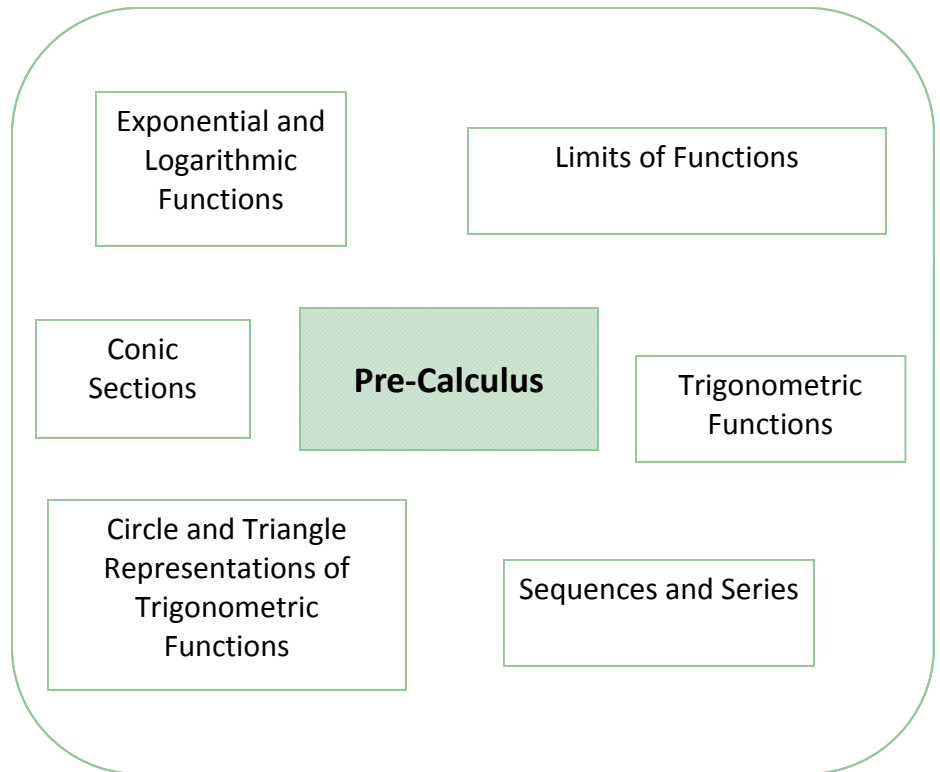 Exponential and
Logarithmic
Functions
Limits of Functions
Conic
Sections
Pre-Calculus
Trigonometric
Functions
Circle and Triangle
Representations of
Trigonometric
Functions
Sequences and Series